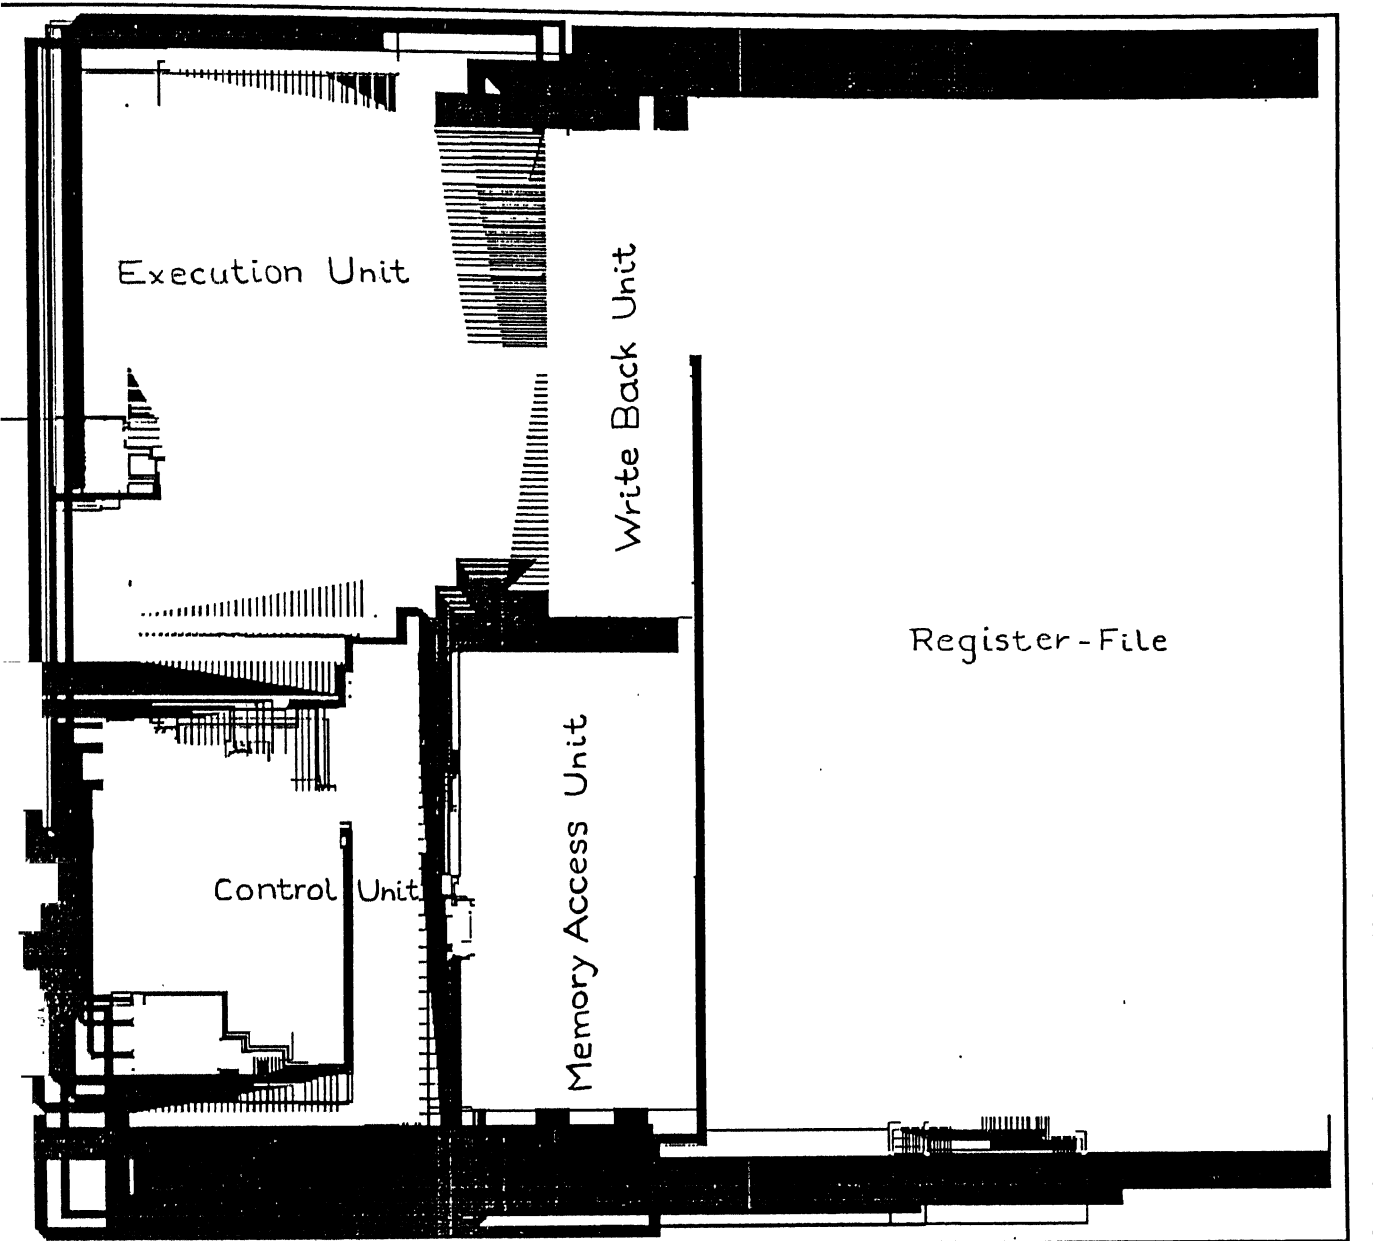 Execution Unit
Write Back Unit
Register-File
Memory Access Unit
Control Unit